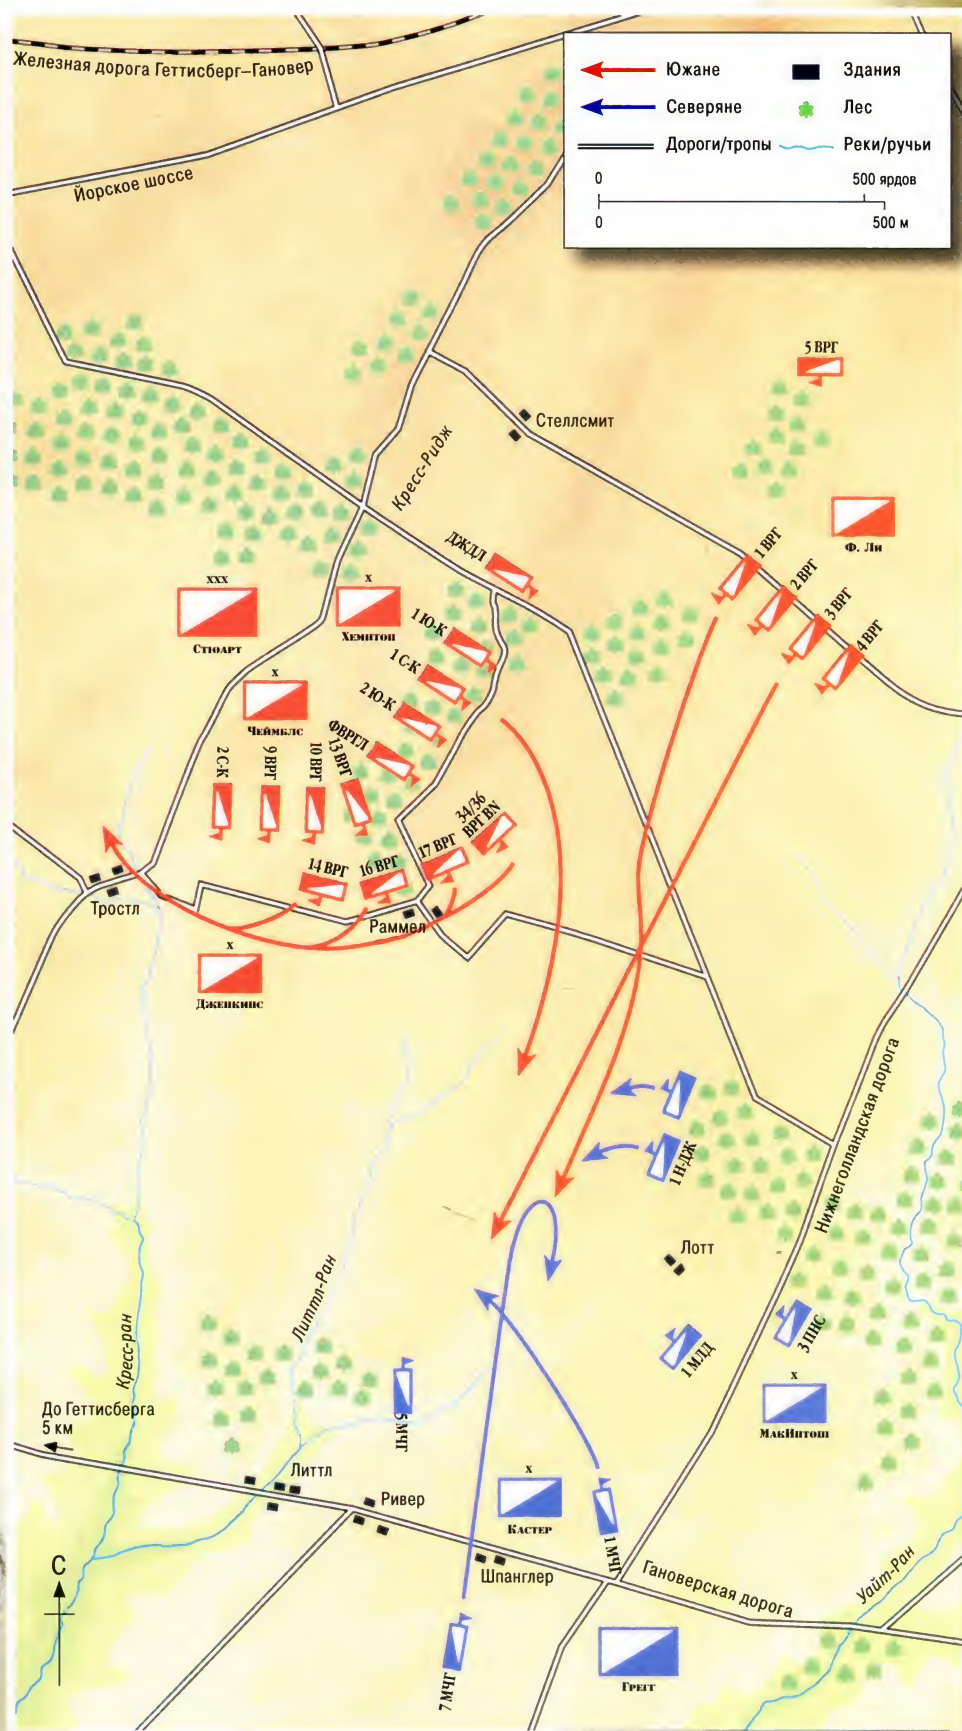 Железная дорога Геттисберг–Гановер
Йорское шоссе
Южане
Здания
Северяне
Лес
Дороги/тропы
Реки/ручьи
0
500 ярдов
0
500 м
5 ВРГ
Стеллсмит
Кресс-Ридж
Ф. Ли
ДЖДЛ
1 ВРГ
2 ВРГ
3 ВРГ
4 ВРГ
xxx
Стюарт
x
Хемптон
1 Ю-К
1 С-К
2 Ю-К
ФВРГЛ
x
Чеймблс
2 С-К
9 ВРГ
10 ВРГ
13 ВРГ
34/36
ВРГ BN
17 ВРГ
16 ВРГ
14 ВРГ
Тростл
Раммел
x
Дженкинс
Нижнеголландская дорога
1 Н-ДЖ
Лотт
Литтл-Ран
Кресс-ран
3 ПНС
1 МЛД
x
МакИнтош
5 МЧГ
До Геттисберга
5 км
Литтл
Ривер
x
Кастер
1 МЧГ
Шпанглер
Гановерская дорога
Уайт-Ран
С
7 МЧГ
Грегг